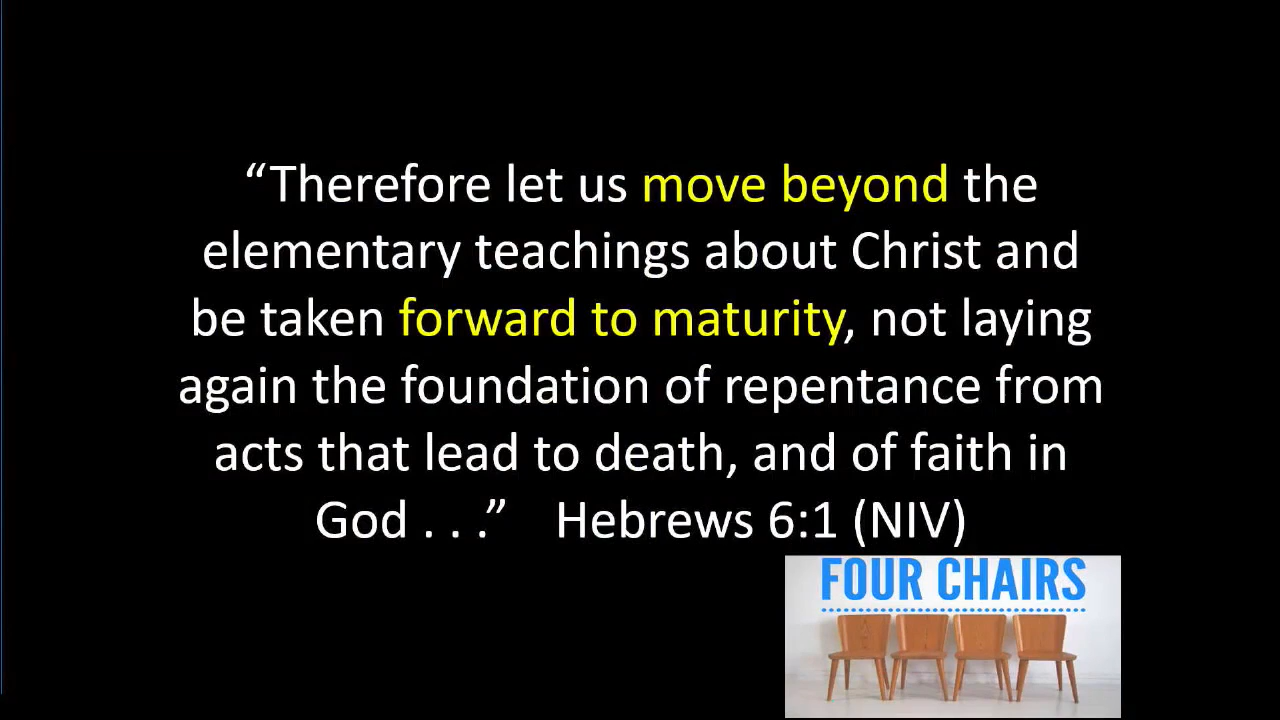 “Therefore let us move beyond the
elementary teachings about Christ and
be taken forward to maturity, not laying
again the foundation of repentance from
acts that lead to death, and of faith in
God . . .”    Hebrews 6:1 (NIV)
FOUR CHAIRS